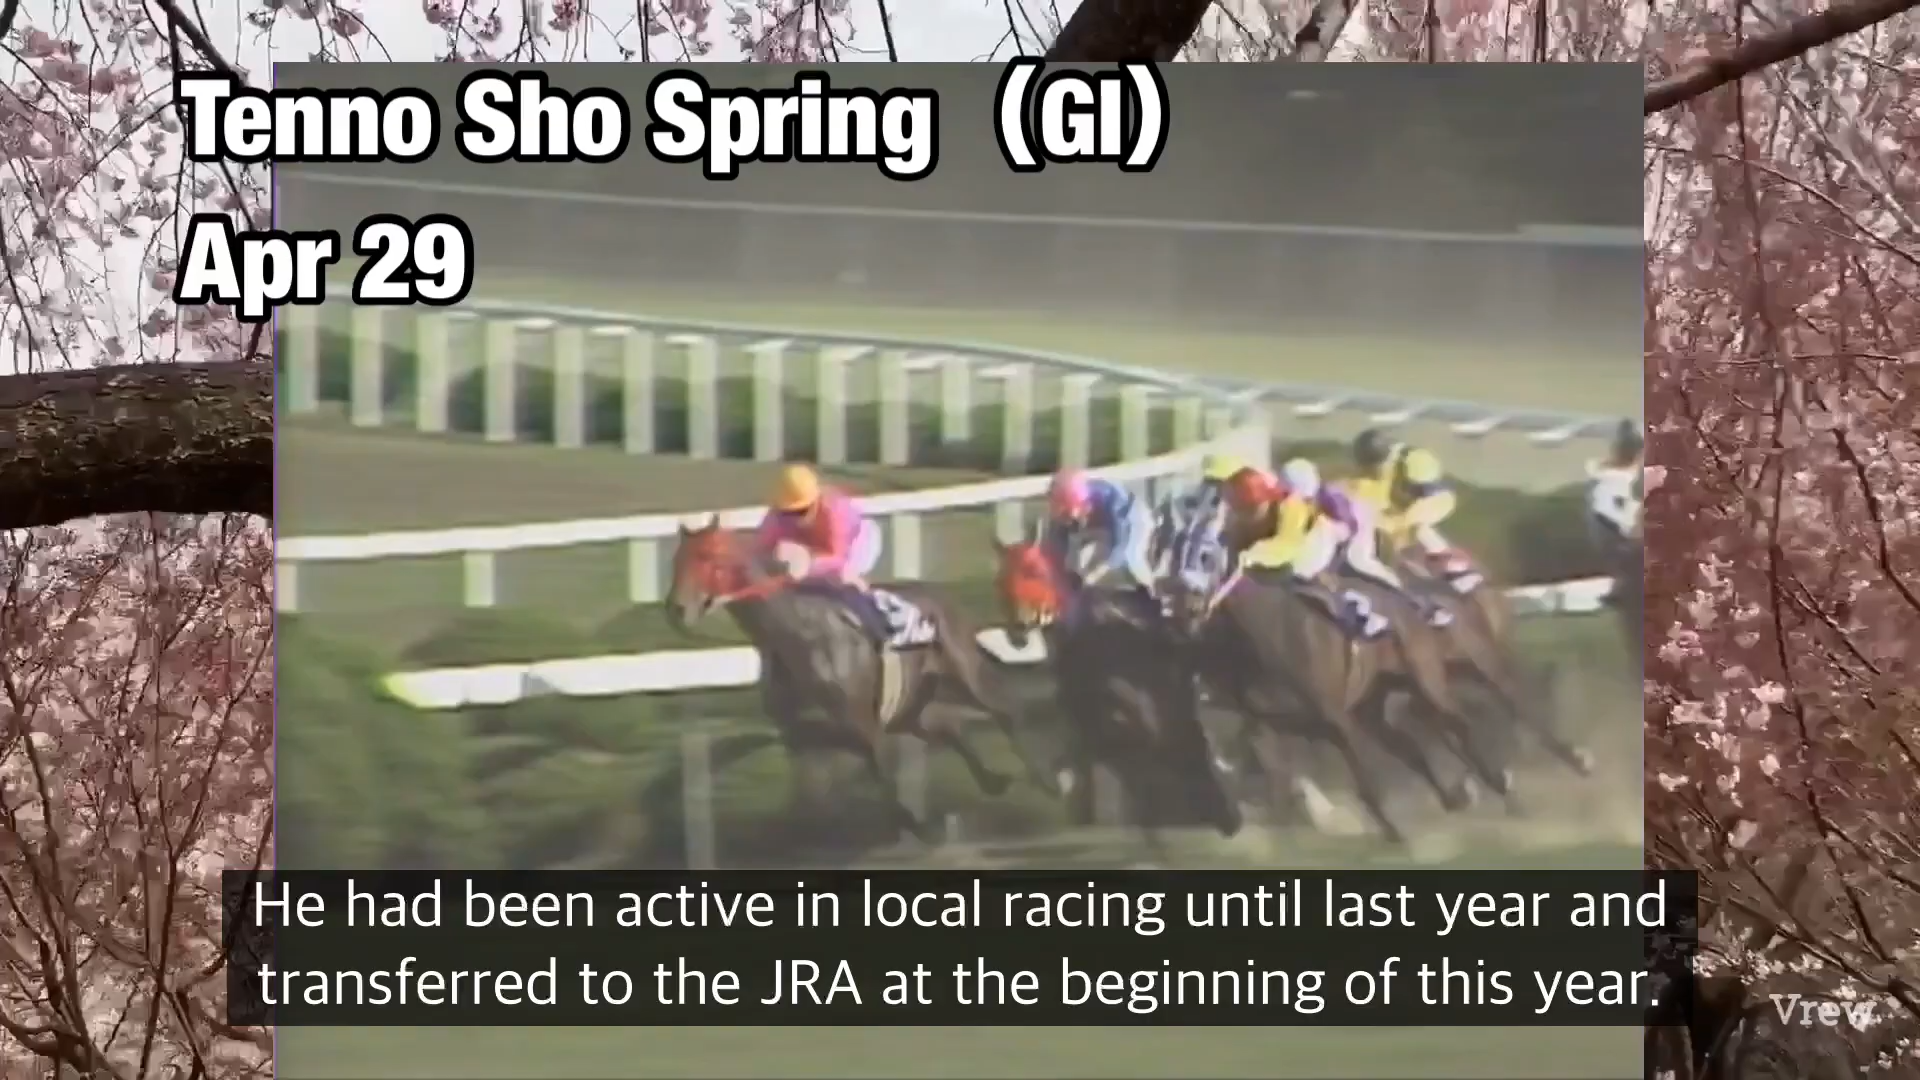 Tenno Sho Spring （GI）
Apr 29
He had been active in local racing until last year and
transferred to the JRA at the beginning of this year.
Vrew